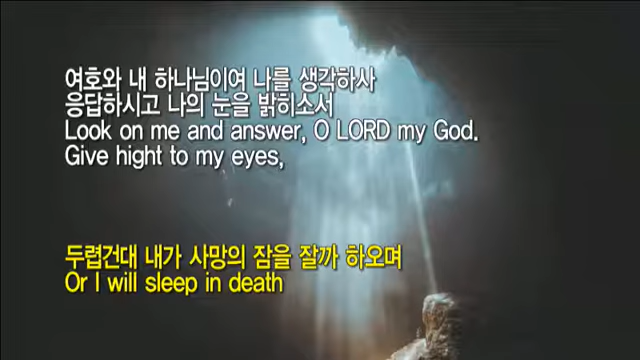 여호와 내 하나님이여 나를 생각하사
응답하시고 나의 눈을 밝히소서
Look on me and answer, O LORD my God.
Give hight to my eyes,
두렵건대 내가 사망의 잠을 잘까 하오며
Or I will sleep in death